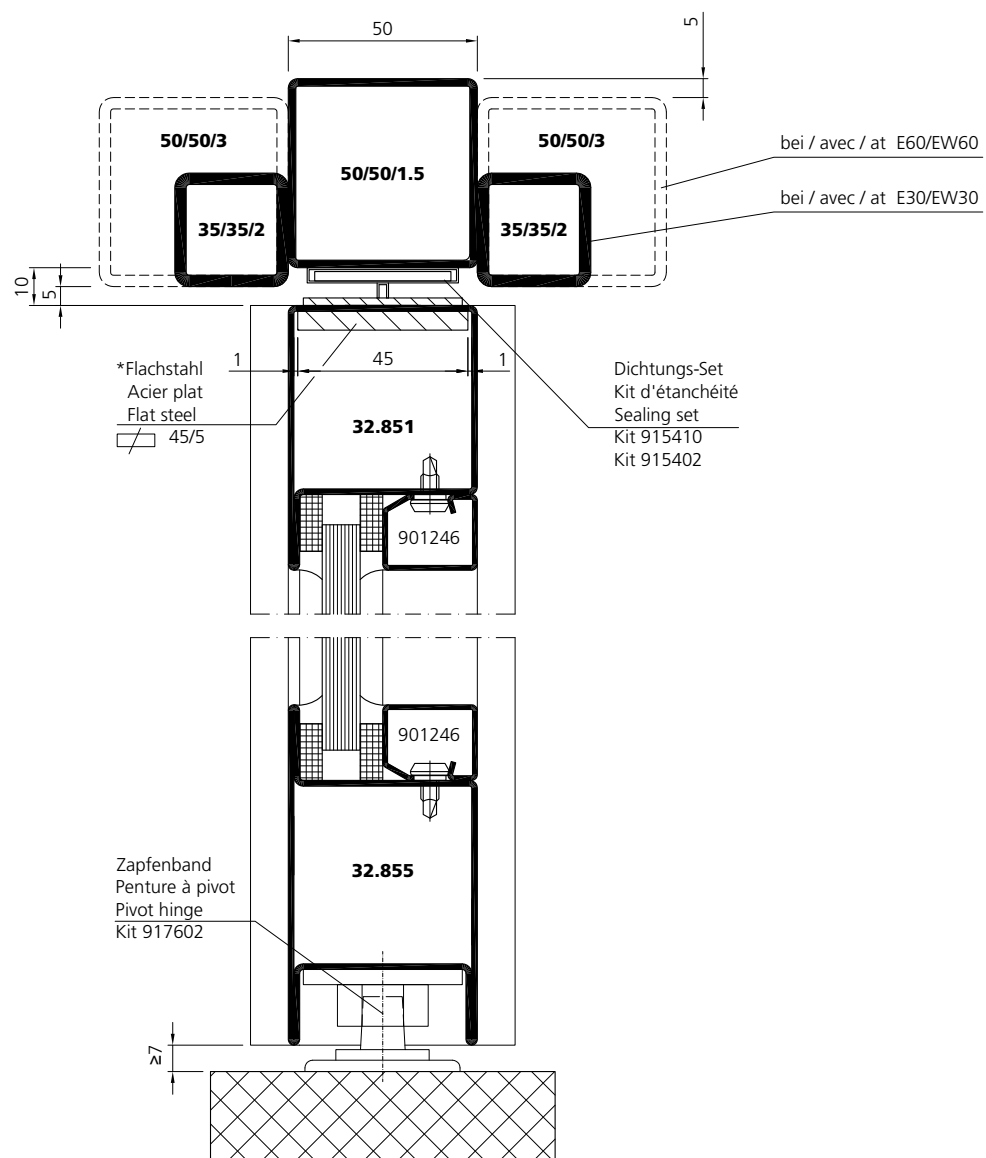 50
5
50/50/3
50/50/1.5
50/50/3
bei / avec / at E60/EW60
35/35/2
35/35/2
bei / avec / at E30/EW30
10
5
1
45
1
*Flachstahl
Acier plat
Flat steel
45/5
Dichtungs-Set
Kit d'étanchéité
Sealing set
Kit 915410
Kit 915402
32.851
901246
901246
Zapfenband
Penture à pivot
Pivot hinge
Kit 917602
32.855
≥7